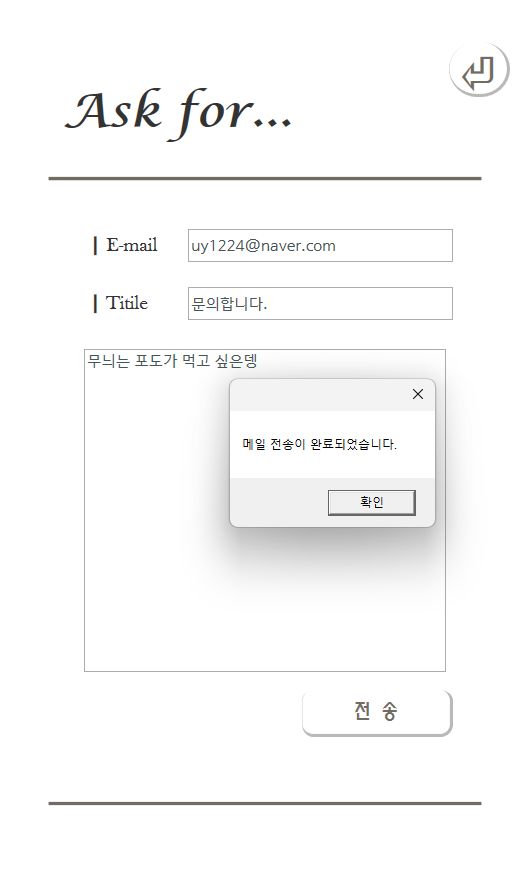 Ask for...
E-mail
uy1224@naver.com
Titile
문의합니다.
무늬는 포도가 먹고 싶은뎅
메일 전송이 완료되었습니다.
확인
전 송